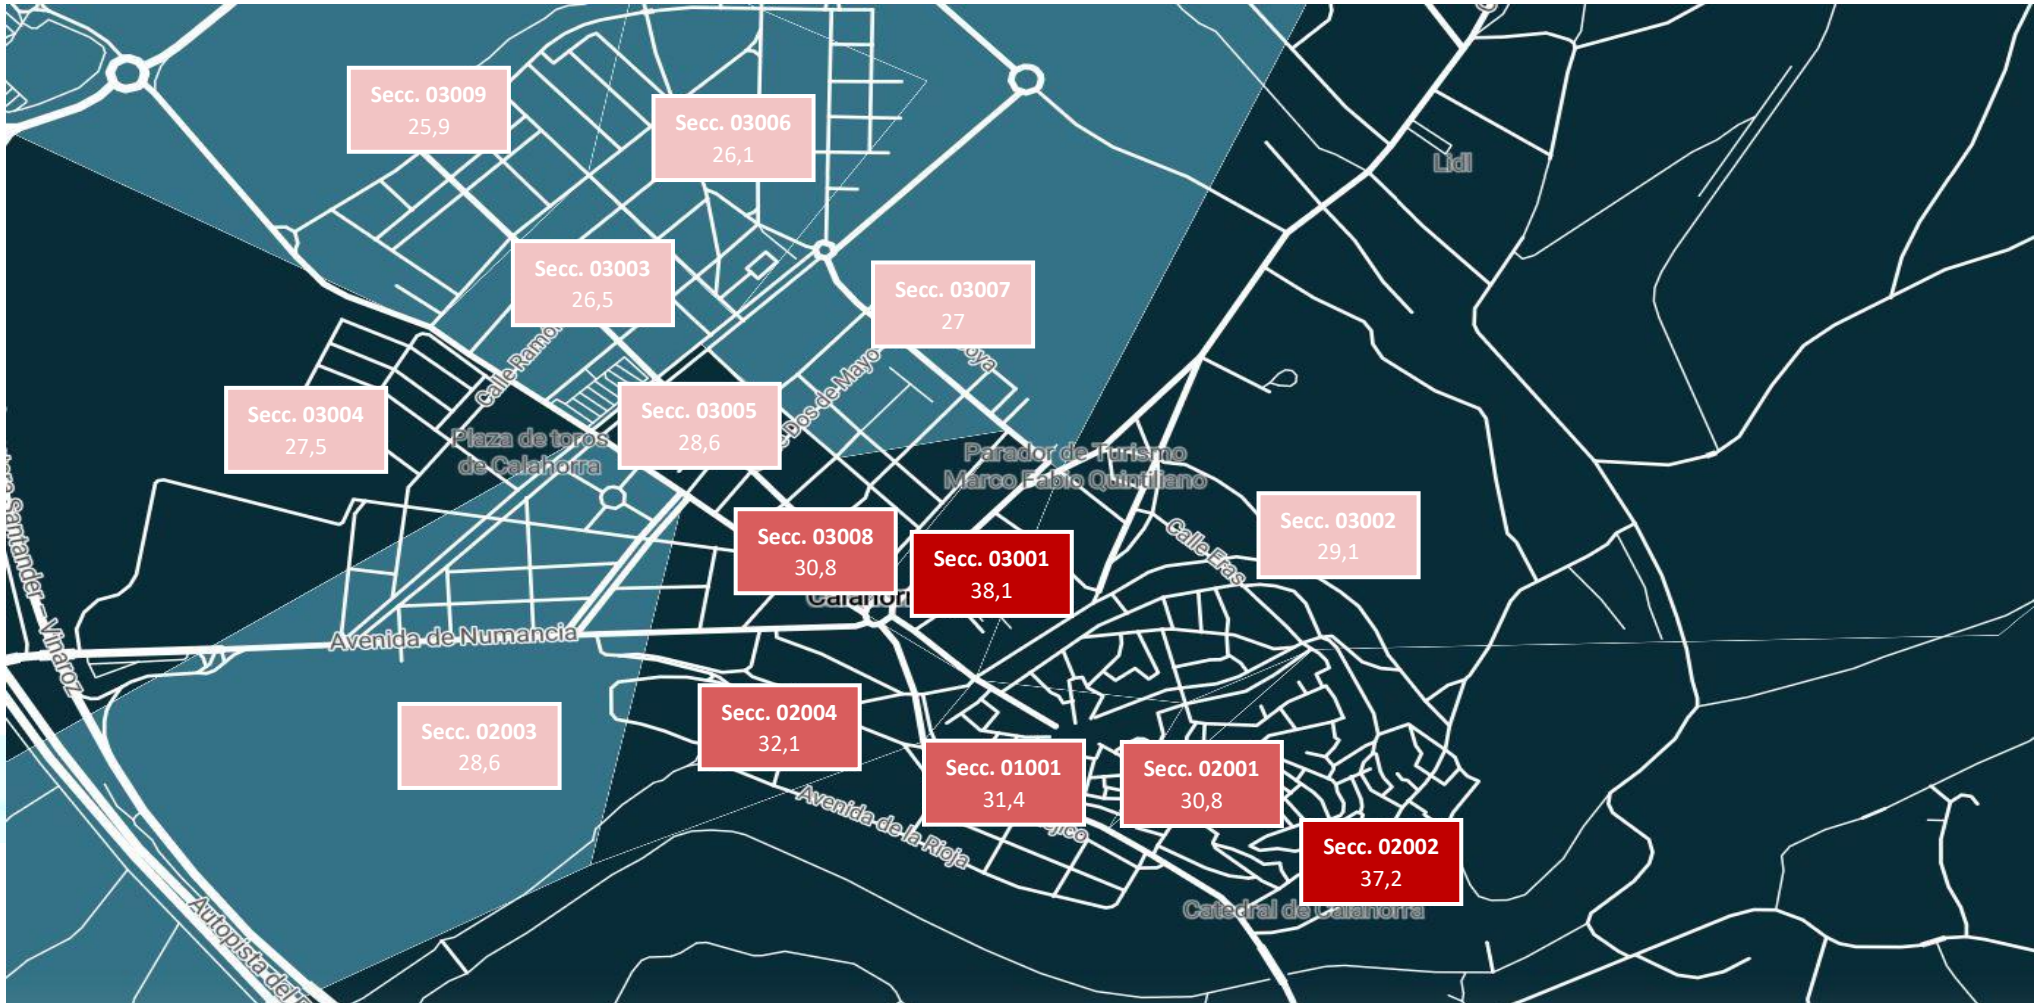 Secc. 03009
25,9
Secc. 03006
26,1
Lidl
Secc. 03003
26,5
Secc. 03007
27
Calle Ramó
Dos de Mayo
oya
Secc. 03004
27,5
Secc. 03005
28,6
Plaza de toros
de Calahorra
Parador de Turismo
Marco Fabio Quintiliano
Santander - Vinaroz
Secc. 03008
30,8
Secc. 03001
38,1
Calle Eras
Secc. 03002
29,1
Calahor
Avenida de Numancia
Secc. 02003
28,6
Secc. 02004
32,1
Secc. 01001
31,4
Secc. 02001
30,8
Avenida de la Rioja
jico
Secc. 02002
37,2
Catedral de Calahorra
Autopista del